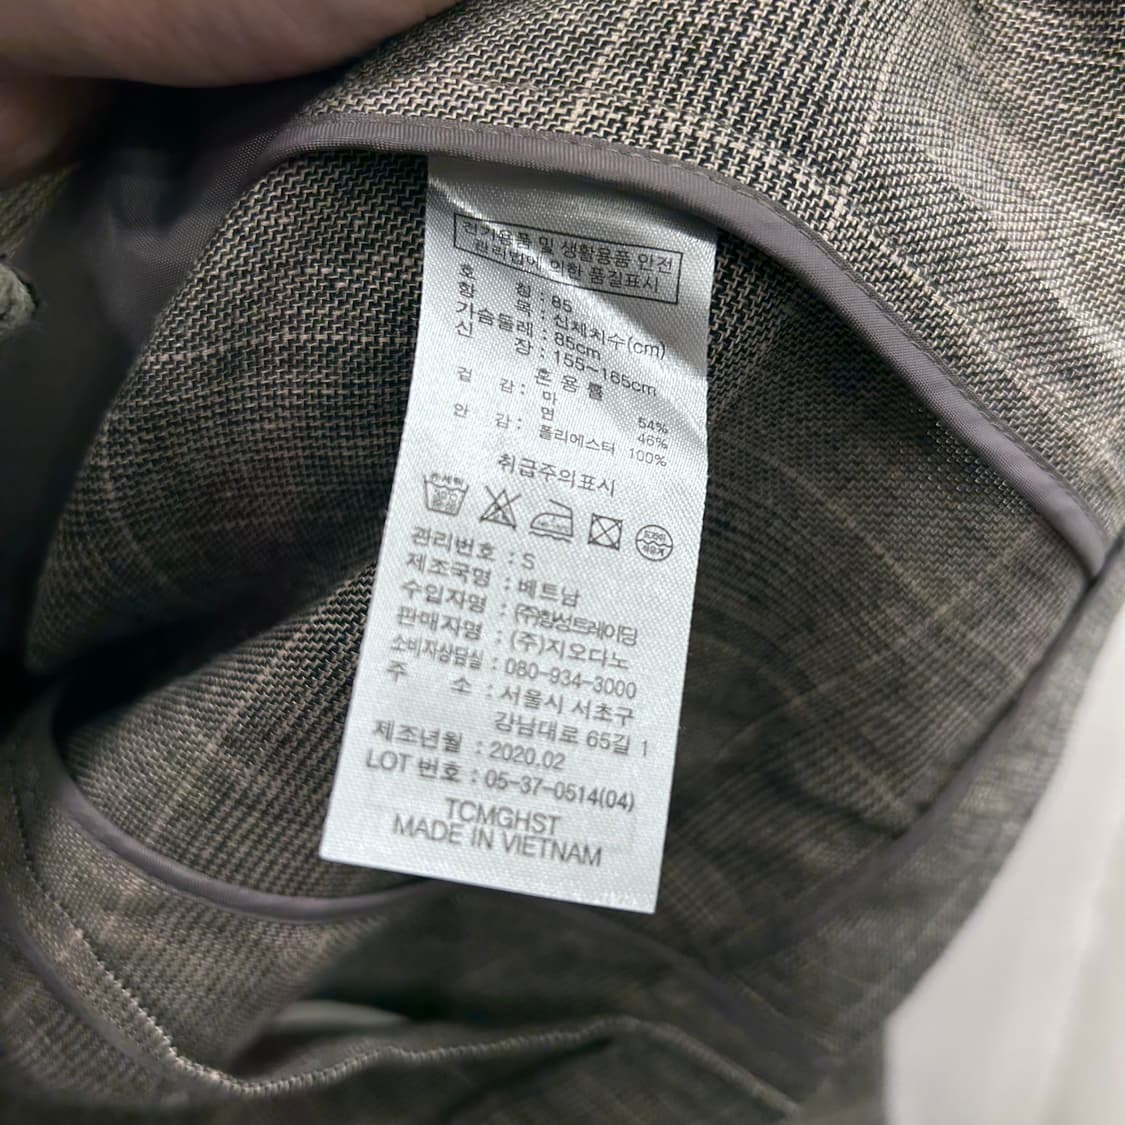 전기용품 및 생활용품 안전
관리법에 의한 품질표시
호 칭 : 85
항 목 : 신체치수(cm)
가슴둘레 : 85cm
신 장 : 155~165cm
혼 용 률
겉 감 : 마 54%
면 46%
안 감 : 폴리에스터 100%
취급주의표시
손세탁
관리번호 : S
제조국명 : 베트남
수입자명 : (주)합성트레이딩
판매자명 : (주)지오다노
소비자상담실 : 080-934-3000
주 소 : 서울시 서초구
강남대로 65길 1
제조년월 : 2020.02
LOT 번호 : 05-37-0514(04)
TCMGHST
MADE IN VIETNAM